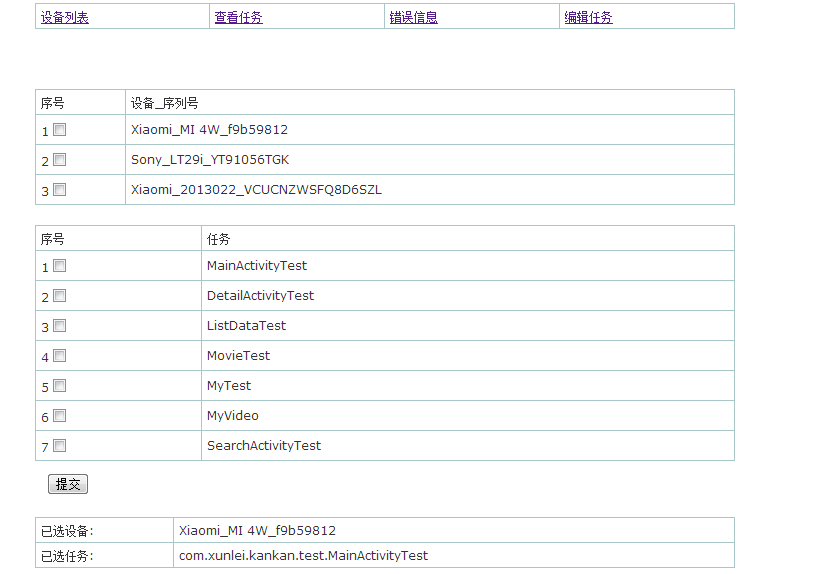 设备列表 查看任务 错误信息 编辑任务
序号 设备_序列号
1 Xiaomi_MI 4W_f9b59812
2 Sony_LT29i_YT91056TGK
3 Xiaomi_2013022_VCUCNZWSFQ8D6SZL
序号 任务
1 MainActivityTest
2 DetailActivityTest
3 ListDataTest
4 MovieTest
5 MyTest
6 MyVideo
7 SearchActivityTest
提交
已选设备: Xiaomi_MI 4W_f9b59812
已选任务: com.xunlei.kankan.test.MainActivityTest